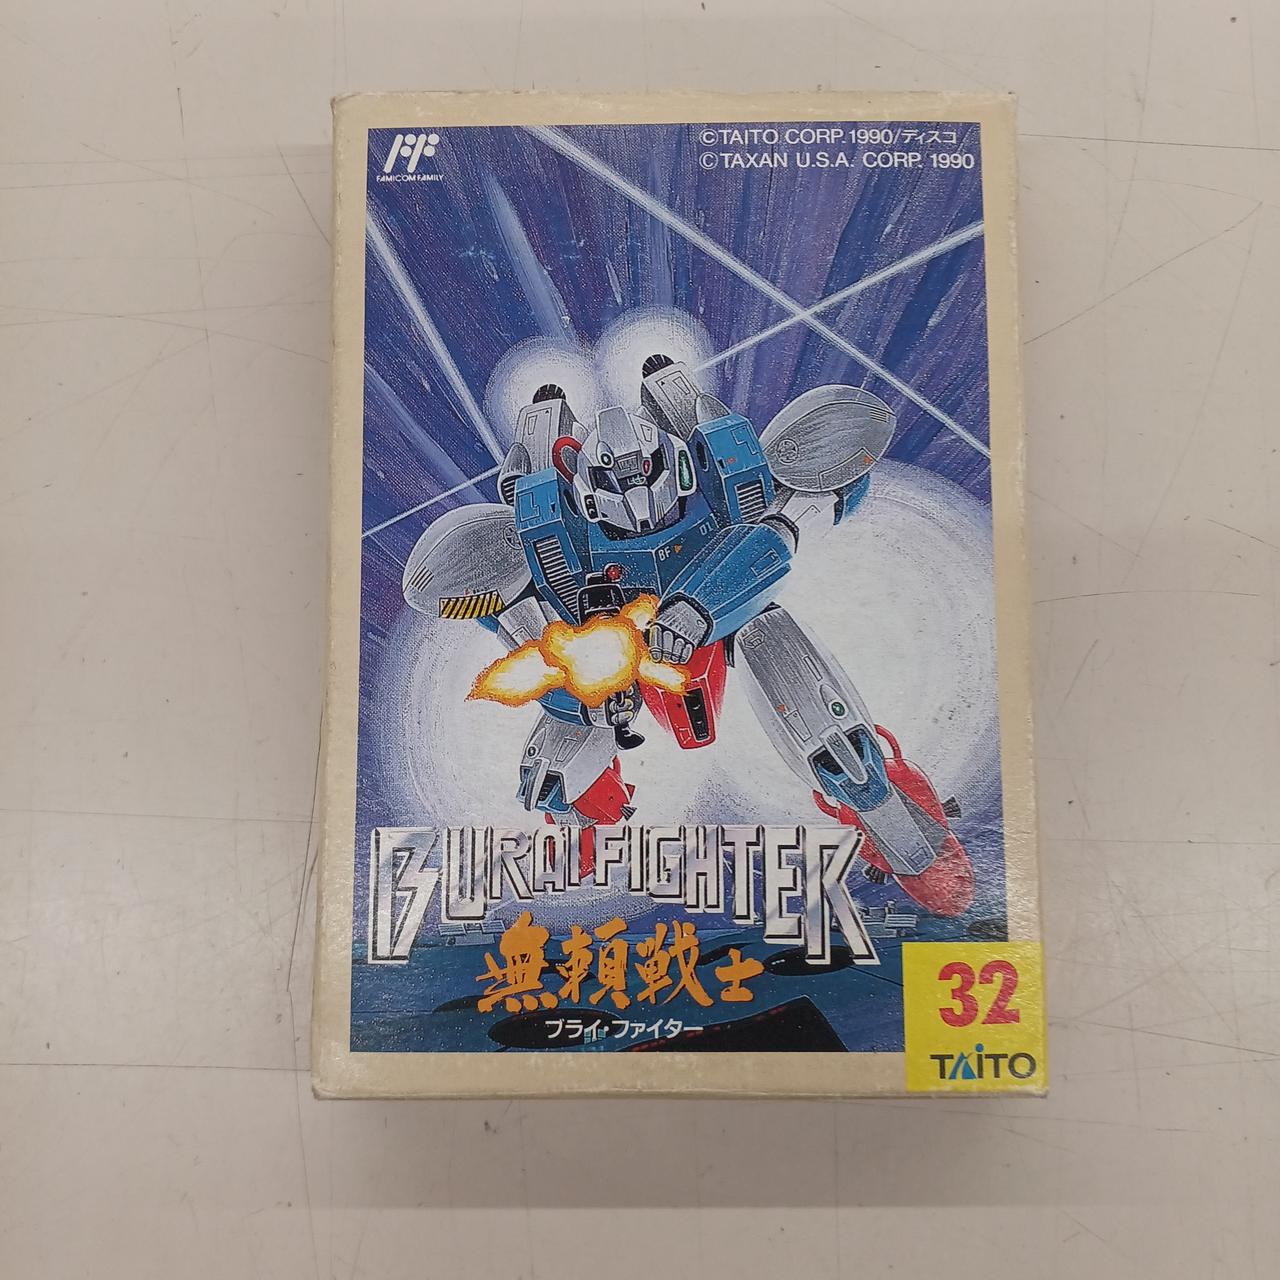 FAMICOM FAMILY
©TAITO CORP. 1990/ディスコ
©TAXAN U.S.A. CORP. 1990
BF 01
BURAI FIGHTER
無頼戦士
ブライ・ファイター
32
TAITO